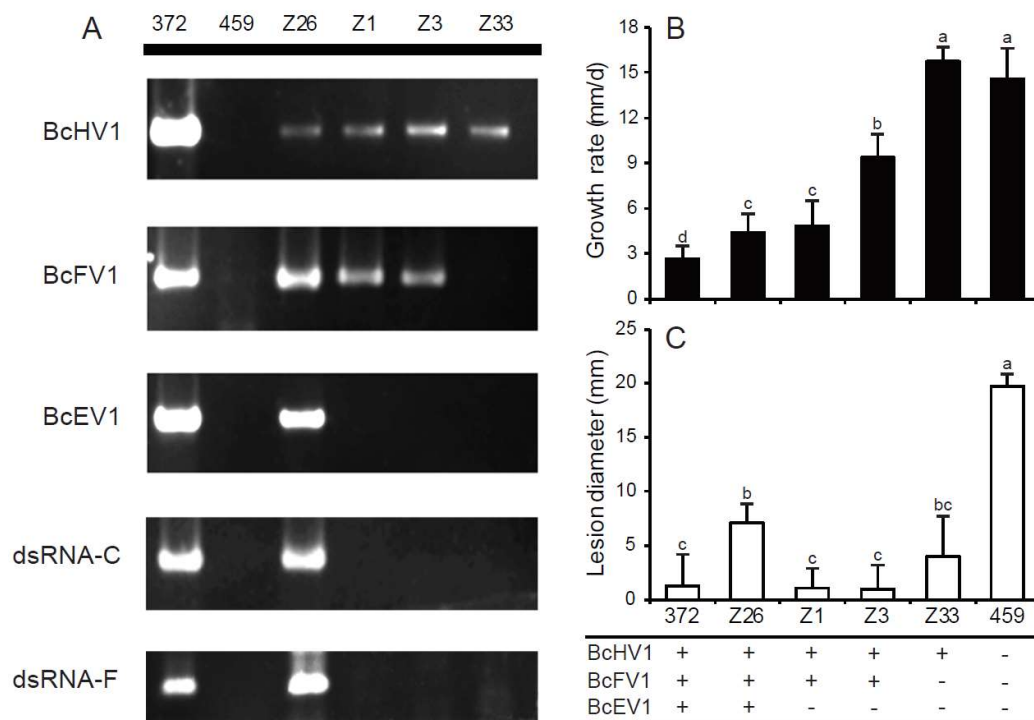 A
372 459 Z26 Z1 Z3 Z33
BcHV1
BcFV1
BcEV1
dsRNA-C
dsRNA-F
B
Growth rate (mm/d)
18
15
12
9
6
3
0
d c c b a a
C
Lesion diameter (mm)
25
20
15
10
5
0
c b c c bc a
372 Z26 Z1 Z3 Z33 459
BcHV1 + + + + + -
BcFV1 + + + + - -
BcEV1 + + - - - -